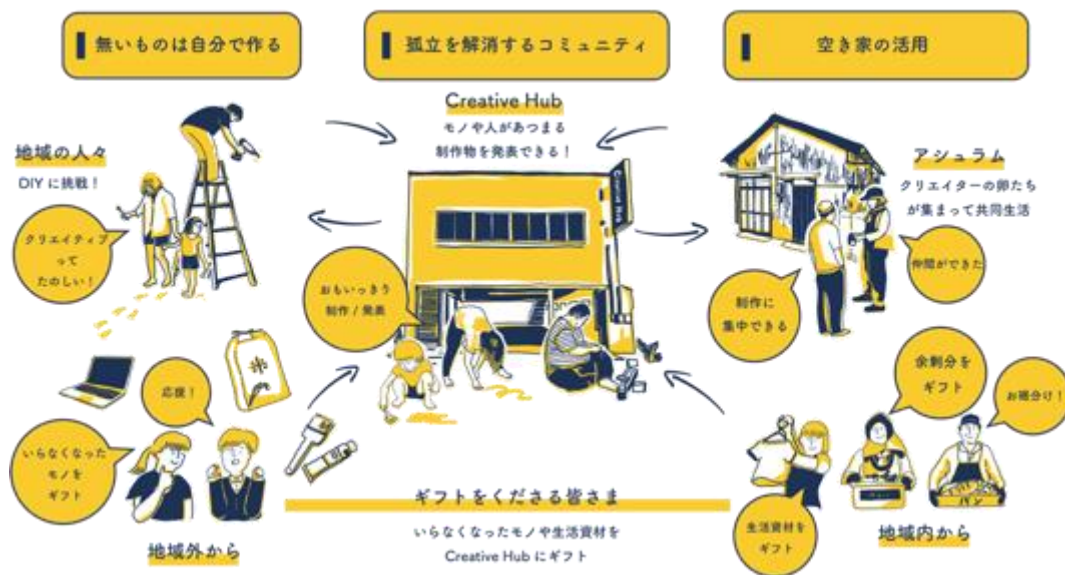 無いものは自分で作る
孤立を解消するコミュニティ
空き家の活用
Creative Hub
モノや人があつまる
制作物を発表できる！
地域の人々
DIYに挑戦！
クリエイティブ
って
たのしい！
Creative Hub
おもいっきり
制作/発表
アシュラム
クリエイターの卵たち
が集まって共同生活
仲間ができた
制作に
集中できる
米
応援！
いらなくなった
モノを
ギフト
地域外から
ギフトをくださる皆さま
いらなくなったモノや生活資材を
Creative Hubにギフト
余剰分を
ギフト
お裾分け！
パン
生活資材を
ギフト
地域内から